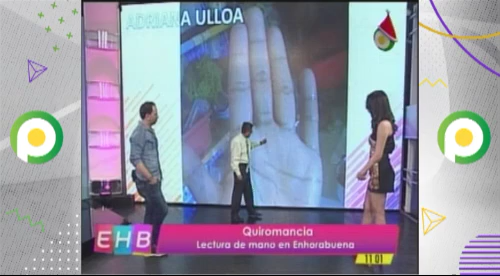 ADRIANA ULLOA
Quiromancia
EHB
Lectura de mano en Enhorabuena
11:01